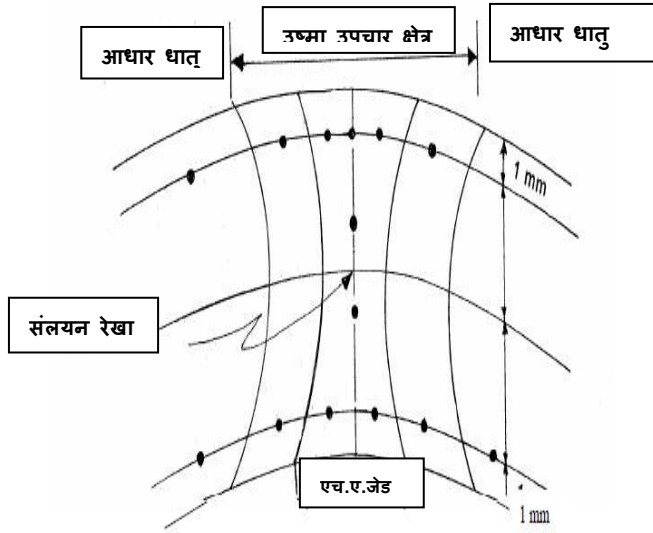 उष्मा उपचार क्षेत्र
आधार धातु
आधार धातु
1 mm
संलयन रेखा
एच.ए.जेड
1 mm